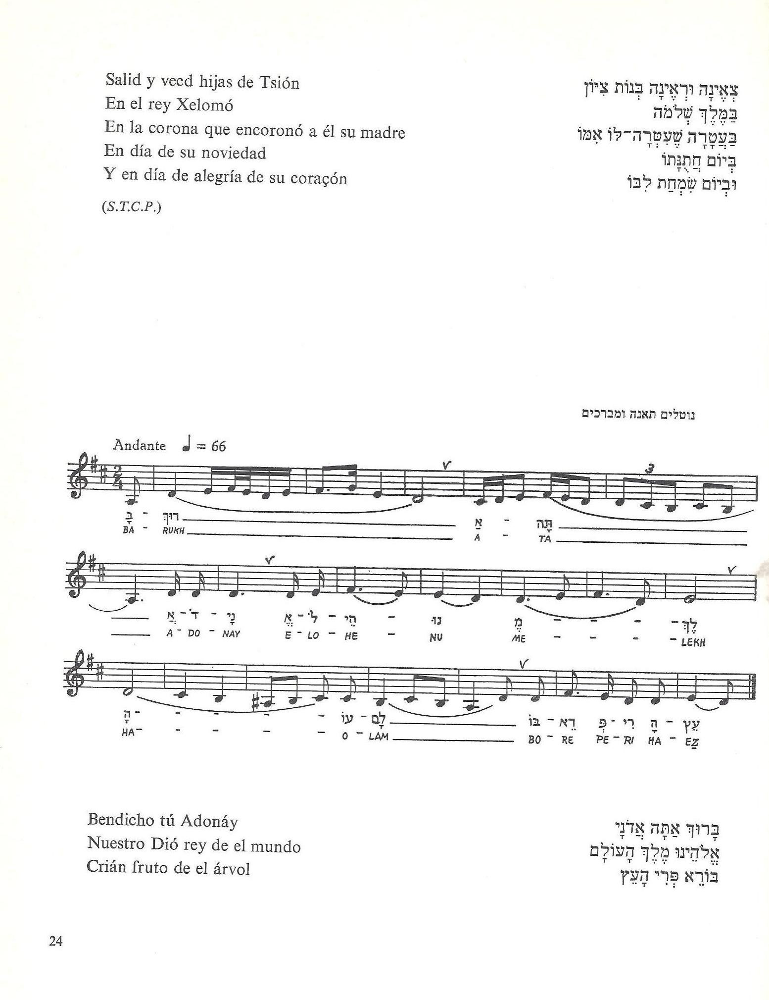 Salid y veed hijas de Tsión
En el rey Xelomó
En la corona que encoronó a él su madre
En día de su noviedad
Y en día de alegría de su coraçón
(S.T.C.P.)
צְאֶינָה וּרְאֶינָה בְּנוֹת צִיּוֹן
בַּמֶּלֶךְ שְׁלֹמֹה
בַּעֲטָרָה שֶׁעִטְּרָה־לּוֹ אִמּוֹ
בְּיוֹם חֲתֻנָּתוֹ
וּבְיוֹם שִׂמְחַת לִבּוֹ
נוטלים תאנה ומברכים
Andante ♩ = 66
2/4
3
בָּ - רוּךְ אַ - תָּה
BA - RUKH A - TA
אֲ - דֹ - נָי אֱ - לֹ - הֵי - נוּ מֶ - - - - לֶךְ
A - DO - NAY E - LO - HE - NU ME - - - - LEKH
הָ - - - - - עוֹ - לָם בּוֹ - רֵא פְּ - רִי הָ - עֵץ
HA - - - - - O - LAM BO - RE PE - RI HA - EZ
Bendicho tú Adonáy
Nuestro Dió rey de el mundo
Crián fruto de el árvol
בָּרוּךְ אַתָּה אֲדֹנָי
אֱלֹהֵינוּ מֶלֶךְ הָעוֹלָם
בּוֹרֵא פְּרִי הָעֵץ
24